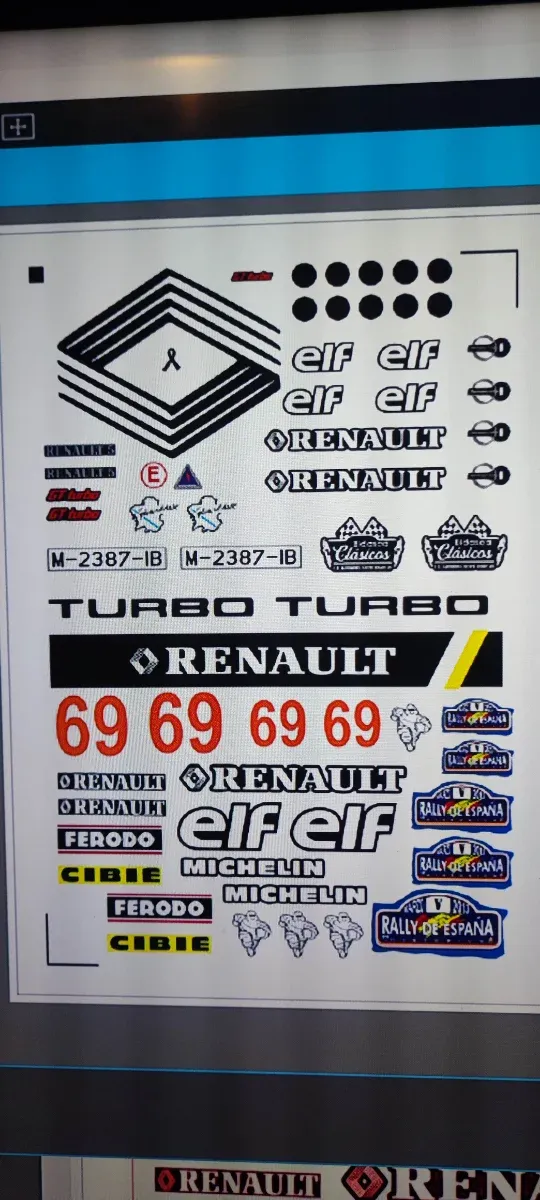 GT turbo
elf elf
elf elf
RENAULT
RENAULT
RENAULT 5
RENAULT 5
E
GT turbo
GT turbo
M-2387-IB M-2387-IB
Clásicos Clásicos
TURBO TURBO
RENAULT
69 69 69 69
RALLY DE ESPAÑA
RALLY DE ESPAÑA
RENAULT RENAULT
RENAULT
RALLY DE ESPAÑA
elf elf
FERODO
MICHELIN
RALLY DE ESPAÑA
CIBIE
MICHELIN
FERODO
V
RALLY DE ESPAÑA
CIBIE
RENAULT